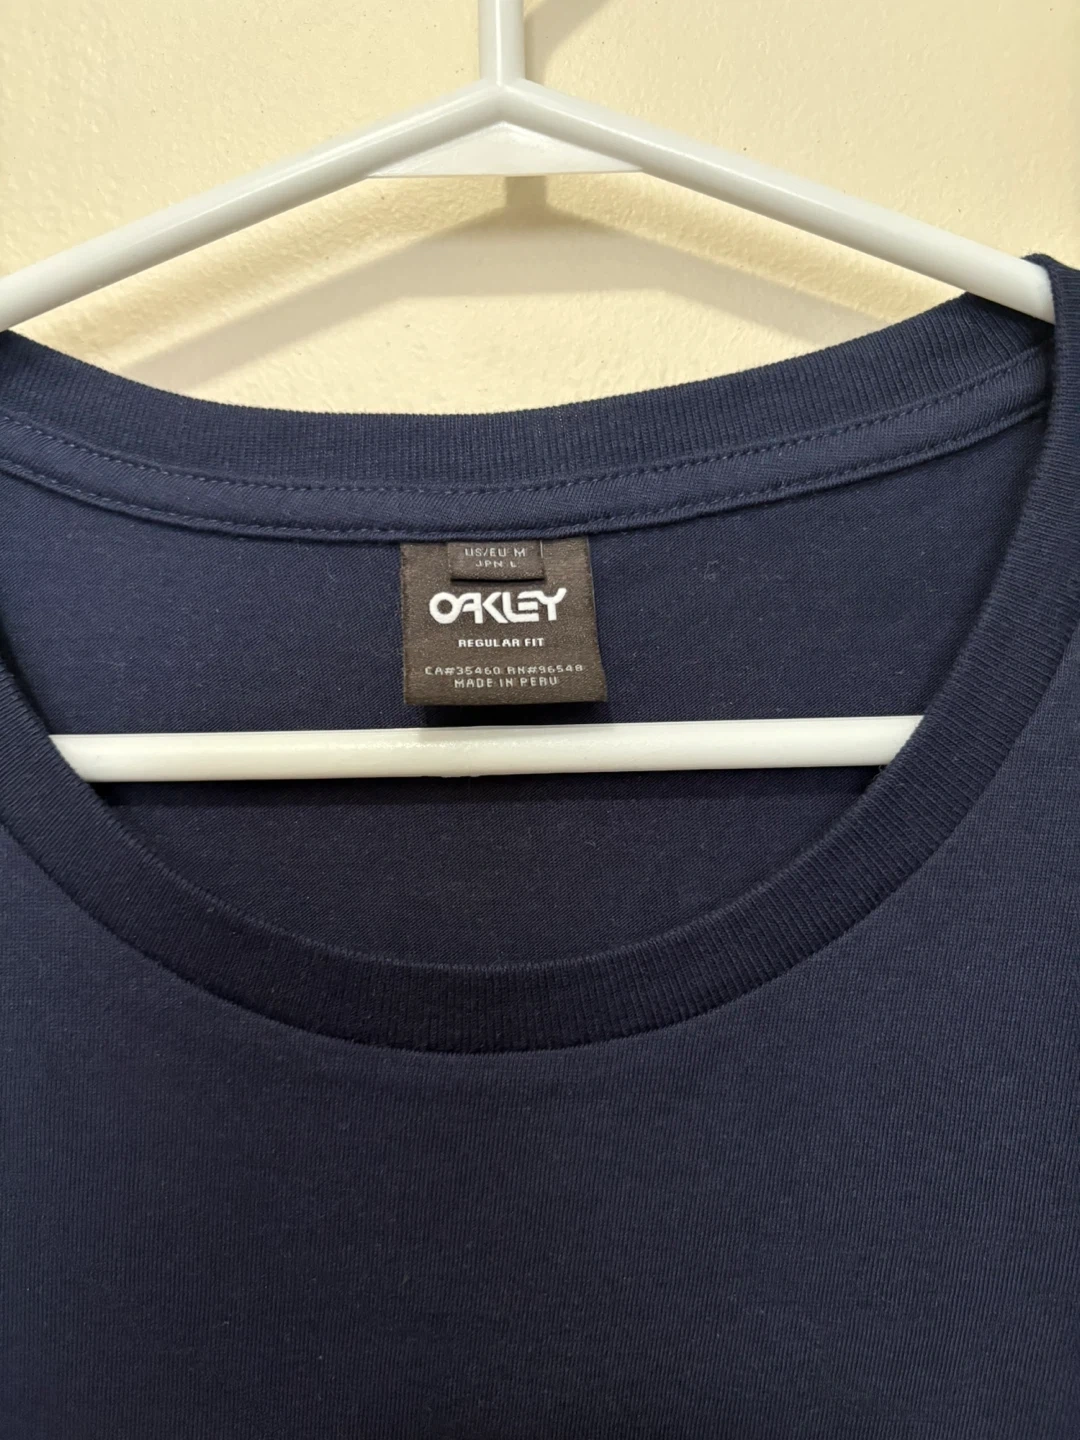 US/EU M
JPN L
OAKLEY
REGULAR FIT
CA#35460 RN#96548
MADE IN PERU